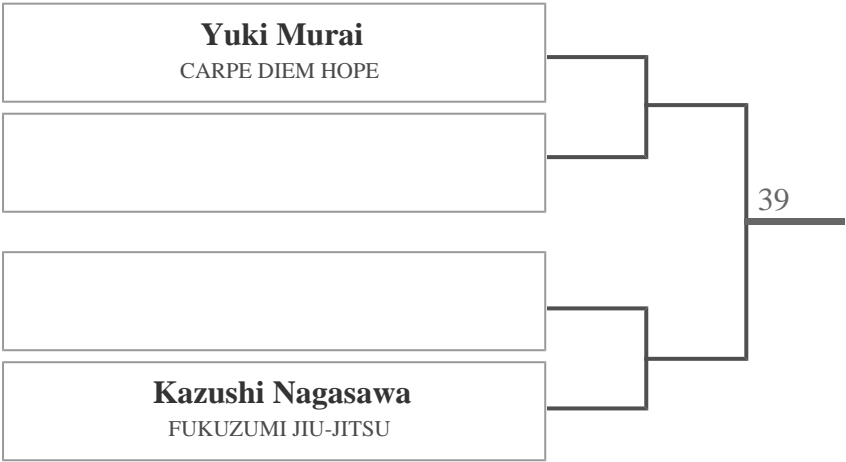 Yuki Murai
CARPE DIEM HOPE
39
Kazushi Nagasawa
FUKUZUMI JIU-JITSU